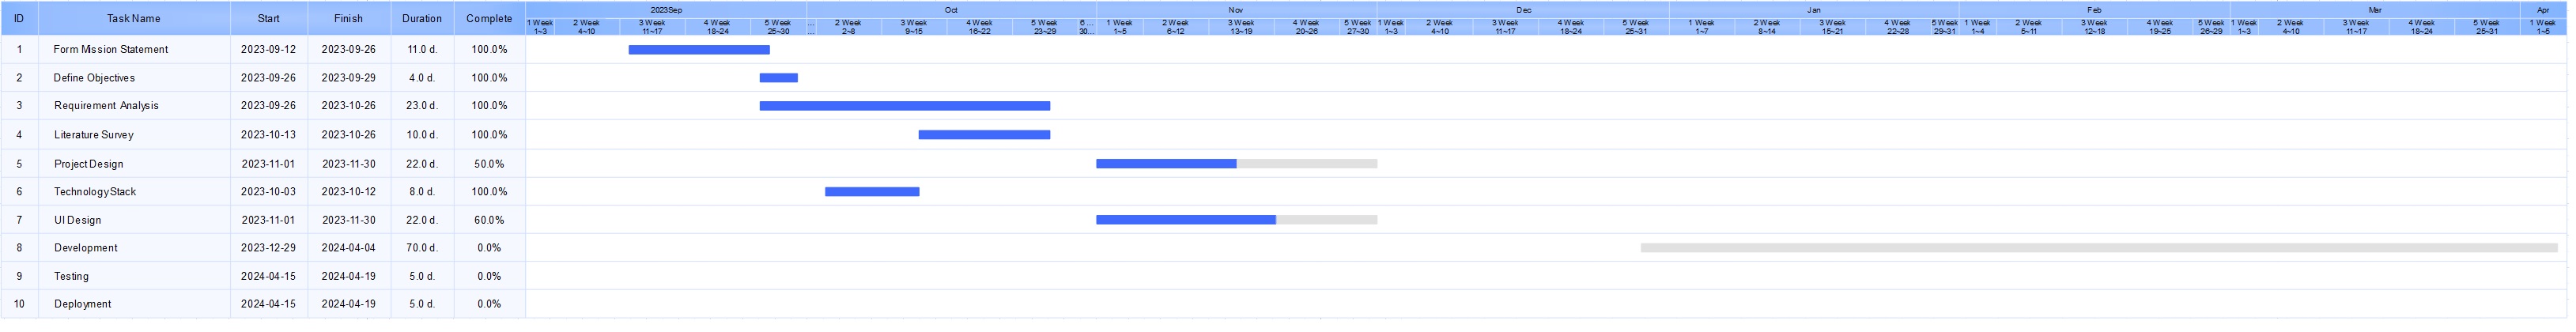 ID Task Name Start Finish Duration Complete
2023Sep Oct Nov Dec Jan Feb Mar Apr
1 Week 2 Week 3 Week 4 Week 5 Week ... 2 Week 3 Week 4 Week 5 Week 6 ... 1 Week 2 Week 3 Week 4 Week 5 Week 1 Week 2 Week 3 Week 4 Week 5 Week 1 Week 2 Week 3 Week 4 Week 5 Week 1 Week 2 Week 3 Week 4 Week 5 Week 1 Week 2 Week 3 Week 4 Week 5 Week 1 Week
1~3 4~10 11~17 18~24 25~30 ... 2~8 9~15 16~22 23~29 30... 1~5 6~12 13~19 20~26 27~30 1~3 4~10 11~17 18~24 25~31 1~7 8~14 15~21 22~28 29~31 1~4 5~11 12~18 19~25 26~29 1~3 4~10 11~17 18~24 25~31 1~5
1 Form Mission Statement 2023-09-12 2023-09-26 11.0 d. 100.0%
2 Define Objectives 2023-09-26 2023-09-29 4.0 d. 100.0%
3 Requirement Analysis 2023-09-26 2023-10-26 23.0 d. 100.0%
4 Literature Survey 2023-10-13 2023-10-26 10.0 d. 100.0%
5 Project Design 2023-11-01 2023-11-30 22.0 d. 50.0%
6 Technology Stack 2023-10-03 2023-10-12 8.0 d. 100.0%
7 UI Design 2023-11-01 2023-11-30 22.0 d. 60.0%
8 Development 2023-12-29 2024-04-04 70.0 d. 0.0%
9 Testing 2024-04-15 2024-04-19 5.0 d. 0.0%
10 Deployment 2024-04-15 2024-04-19 5.0 d. 0.0%